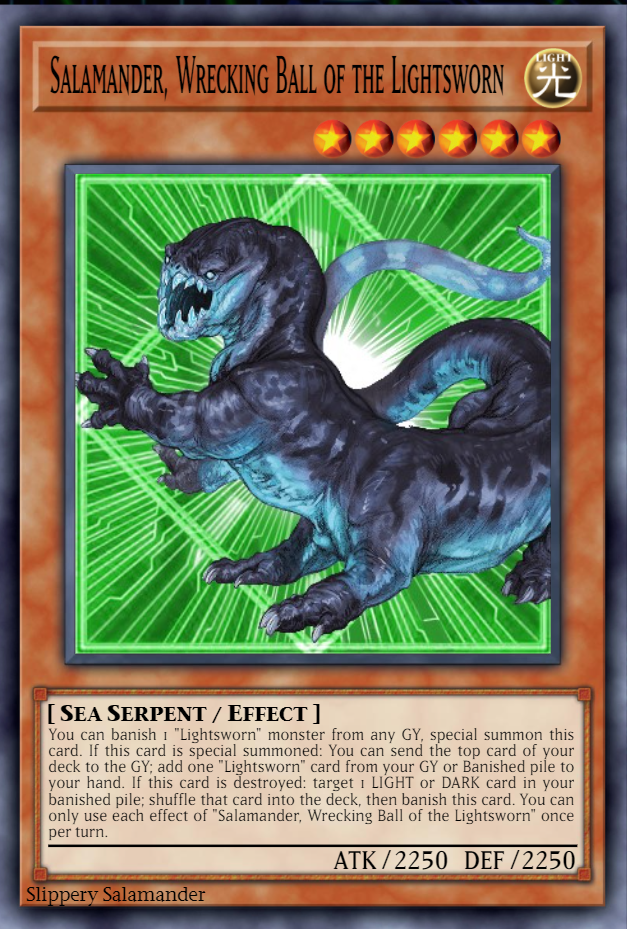 Salamander, Wrecking Ball of the Lightsworn
LIGHT
光
[ Sea Serpent / Effect ]
You can banish 1 "Lightsworn" monster from any GY, special summon this
card. If this card is special summoned: You can send the top card of your
deck to the GY; add one "Lightsworn" card from your GY or Banished pile to
your hand. If this card is destroyed: target 1 LIGHT or DARK card in your
banished pile; shuffle that card into the deck, then banish this card. You can
only use each effect of "Salamander, Wrecking Ball of the Lightsworn" once
per turn.
ATK / 2250 DEF / 2250
Slippery Salamander